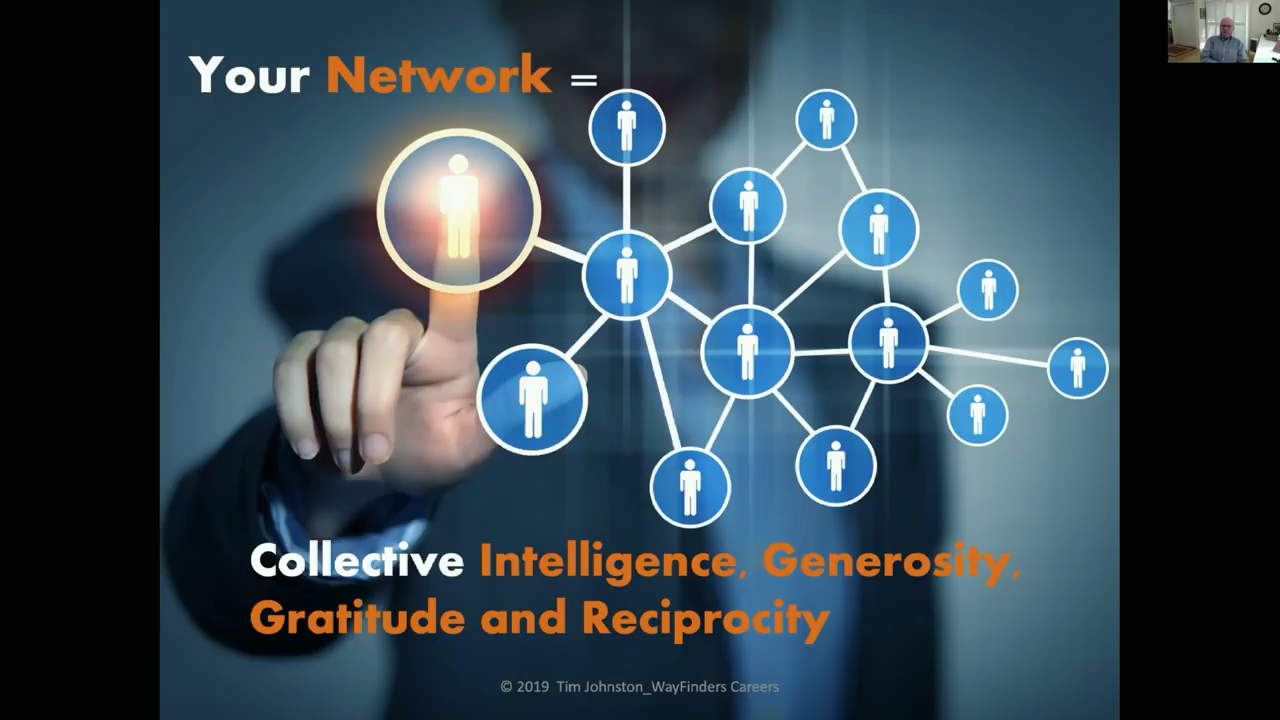 Your Network =
Collective Intelligence, Generosity,
Gratitude and Reciprocity
© 2019 Tim Johnston_WayFinders Careers